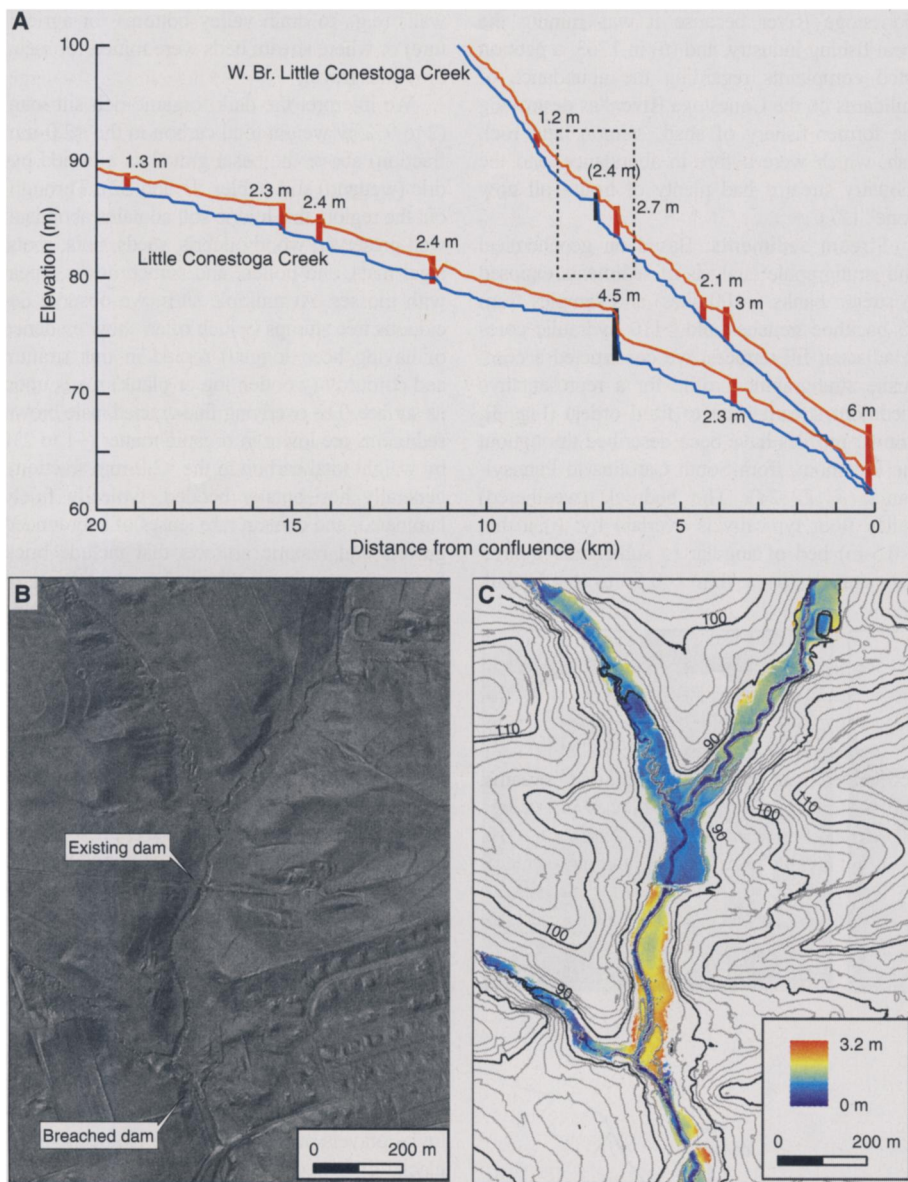 A
100
90
80
70
60
Elevation (m)
W. Br. Little Conestoga Creek
Little Conestoga Creek
1.3 m
2.3 m
2.4 m
2.4 m
4.5 m
2.3 m
1.2 m
(2.4 m)
2.7 m
2.1 m
3 m
6 m
20
15
10
5
0
Distance from confluence (km)
B
Existing dam
Breached dam
0
200 m
C
100
110
90
100
110
90
100
90
3.2 m
0 m
0
200 m